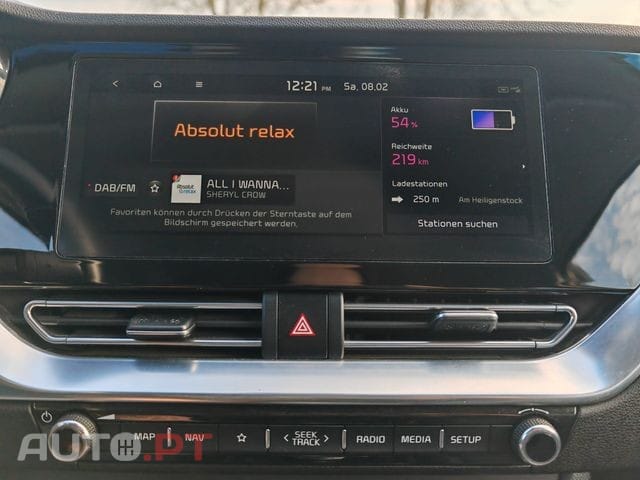 12:21 PM Sa, 08.02
Absolut relax
DAB/FM
Absolut
relax
ALL I WANNA...
SHERYL CROW
Favoriten können durch Drücken der Sterntaste auf dem
Bildschirm gespeichert werden.
Akku
54 %
Reichweite
219 km
Ladestationen
250 m Am Heiligenstock
Stationen suchen
MAP NAV SEEK TRACK RADIO MEDIA SETUP
AUTO.PT